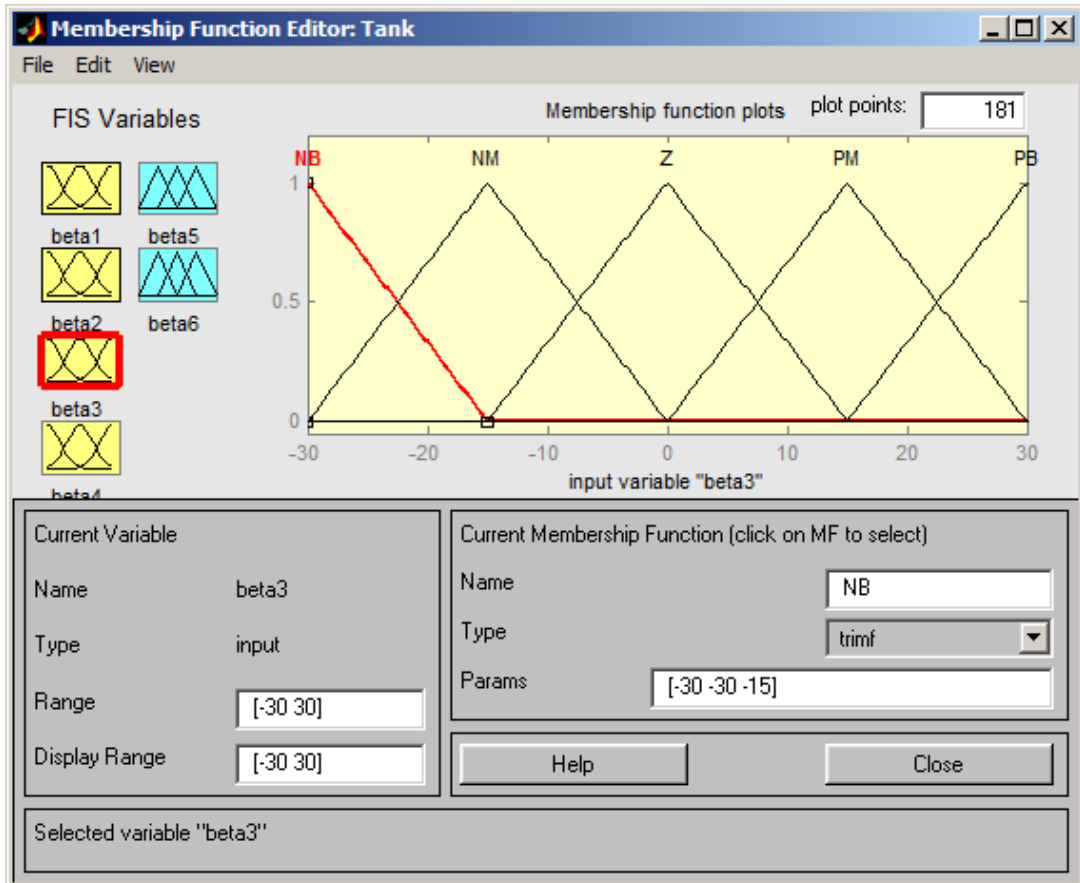 Membership Function Editor: Tank
File Edit View
FIS Variables
Membership function plots
plot points:
181
NB NM Z PM PB
1
0.5
0
-30 -20 -10 0 10 20 30
input variable "beta3"
beta1 beta5
beta2 beta6
beta3
beta4
Current Variable
Name beta3
Type input
Range [-30 30]
Display Range [-30 30]
Current Membership Function (click on MF to select)
Name NB
Type trimf
Params [-30 -30 -15]
Help Close
Selected variable "beta3"